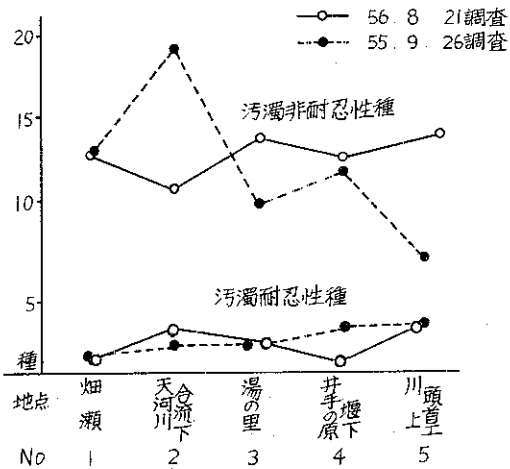 56. 8 21調査
55. 9 26調査
20
15
10
5
種
汚濁非耐忍性種
汚濁耐忍性種
地点
畑瀬
天河川合流下
湯の里
井手の原堰下
川上頭首工
No 1 2 3 4 5